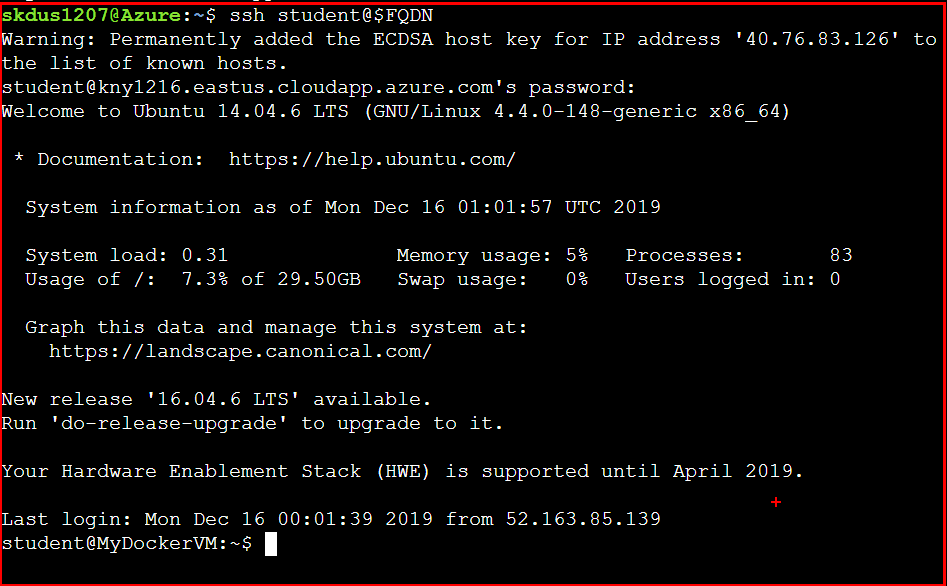 skdus1207@Azure:~$ ssh student@$FQDN
Warning: Permanently added the ECDSA host key for IP address '40.76.83.126' to
the list of known hosts.
student@kny1216.eastus.cloudapp.azure.com's password:
Welcome to Ubuntu 14.04.6 LTS (GNU/Linux 4.4.0-148-generic x86_64)
* Documentation:  https://help.ubuntu.com/
System information as of Mon Dec 16 01:01:57 UTC 2019
System load: 0.31              Memory usage: 5%   Processes:       83
Usage of /:  7.3% of 29.50GB   Swap usage:   0%   Users logged in: 0
Graph this data and manage this system at:
https://landscape.canonical.com/
New release '16.04.6 LTS' available.
Run 'do-release-upgrade' to upgrade to it.
Your Hardware Enablement Stack (HWE) is supported until April 2019.
Last login: Mon Dec 16 00:01:39 2019 from 52.163.85.139
student@MyDockerVM:~$